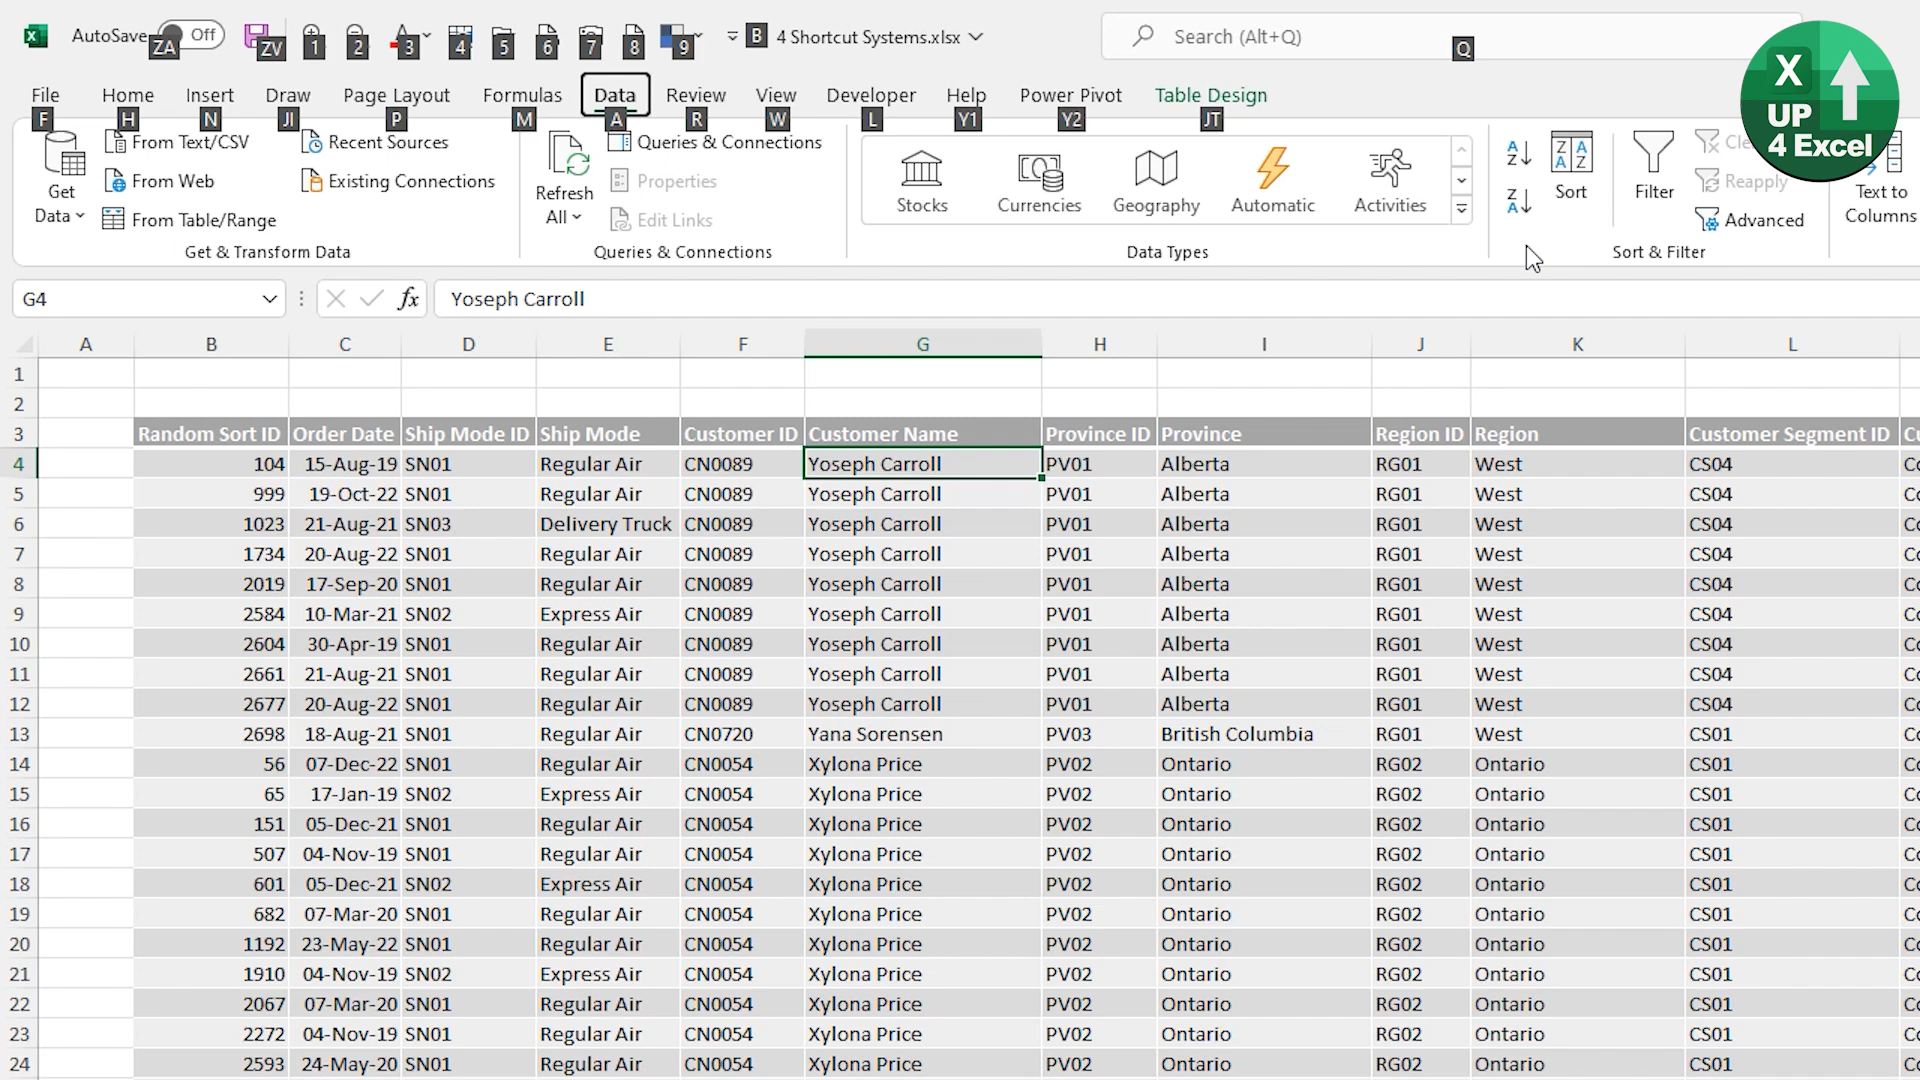 AutoSave Off 4 Shortcut Systems.xlsx Search (Alt+Q)
ZA ZV 1 2 3 4 5 6 7 8 9 B Q
File Home Insert Draw Page Layout Formulas Data Review View Developer Help Power Pivot Table Design
F H N JI P M A R W L Y1 Y2 JT
X
UP
4 Excel
From Text/CSV Recent Sources Queries & Connections
Get From Web Existing Connections Refresh Properties Stocks Currencies Geography Automatic Activities Sort Filter Reapply Text to
Data From Table/Range All Edit Links Advanced Columns
Get & Transform Data Queries & Connections Data Types Sort & Filter
G4 fx Yoseph Carroll
A B C D E F G H I J K L
1
2
3 Random Sort ID Order Date Ship Mode ID Ship Mode Customer ID Customer Name Province ID Province Region ID Region Customer Segment ID
4 104 15-Aug-19 SN01 Regular Air CN0089 Yoseph Carroll PV01 Alberta RG01 West CS04
5 999 19-Oct-22 SN01 Regular Air CN0089 Yoseph Carroll PV01 Alberta RG01 West CS04
6 1023 21-Aug-21 SN03 Delivery Truck CN0089 Yoseph Carroll PV01 Alberta RG01 West CS04
7 1734 20-Aug-22 SN01 Regular Air CN0089 Yoseph Carroll PV01 Alberta RG01 West CS04
8 2019 17-Sep-20 SN01 Regular Air CN0089 Yoseph Carroll PV01 Alberta RG01 West CS04
9 2584 10-Mar-21 SN02 Express Air CN0089 Yoseph Carroll PV01 Alberta RG01 West CS04
10 2604 30-Apr-19 SN01 Regular Air CN0089 Yoseph Carroll PV01 Alberta RG01 West CS04
11 2661 21-Aug-21 SN01 Regular Air CN0089 Yoseph Carroll PV01 Alberta RG01 West CS04
12 2677 20-Aug-22 SN01 Regular Air CN0089 Yoseph Carroll PV01 Alberta RG01 West CS04
13 2698 18-Aug-21 SN01 Regular Air CN0720 Yana Sorensen PV03 British Columbia RG01 West CS01
14 56 07-Dec-22 SN01 Regular Air CN0054 Xylona Price PV02 Ontario RG02 Ontario CS01
15 65 17-Jan-19 SN02 Express Air CN0054 Xylona Price PV02 Ontario RG02 Ontario CS01
16 151 05-Dec-21 SN01 Regular Air CN0054 Xylona Price PV02 Ontario RG02 Ontario CS01
17 507 04-Nov-19 SN01 Regular Air CN0054 Xylona Price PV02 Ontario RG02 Ontario CS01
18 601 05-Dec-21 SN02 Express Air CN0054 Xylona Price PV02 Ontario RG02 Ontario CS01
19 682 07-Mar-20 SN01 Regular Air CN0054 Xylona Price PV02 Ontario RG02 Ontario CS01
20 1192 23-May-22 SN01 Regular Air CN0054 Xylona Price PV02 Ontario RG02 Ontario CS01
21 1910 04-Nov-19 SN02 Express Air CN0054 Xylona Price PV02 Ontario RG02 Ontario CS01
22 2067 07-Mar-20 SN01 Regular Air CN0054 Xylona Price PV02 Ontario RG02 Ontario CS01
23 2272 04-Nov-19 SN01 Regular Air CN0054 Xylona Price PV02 Ontario RG02 Ontario CS01
24 2593 24-May-20 SN01 Regular Air CN0054 Xylona Price PV02 Ontario RG02 Ontario CS01